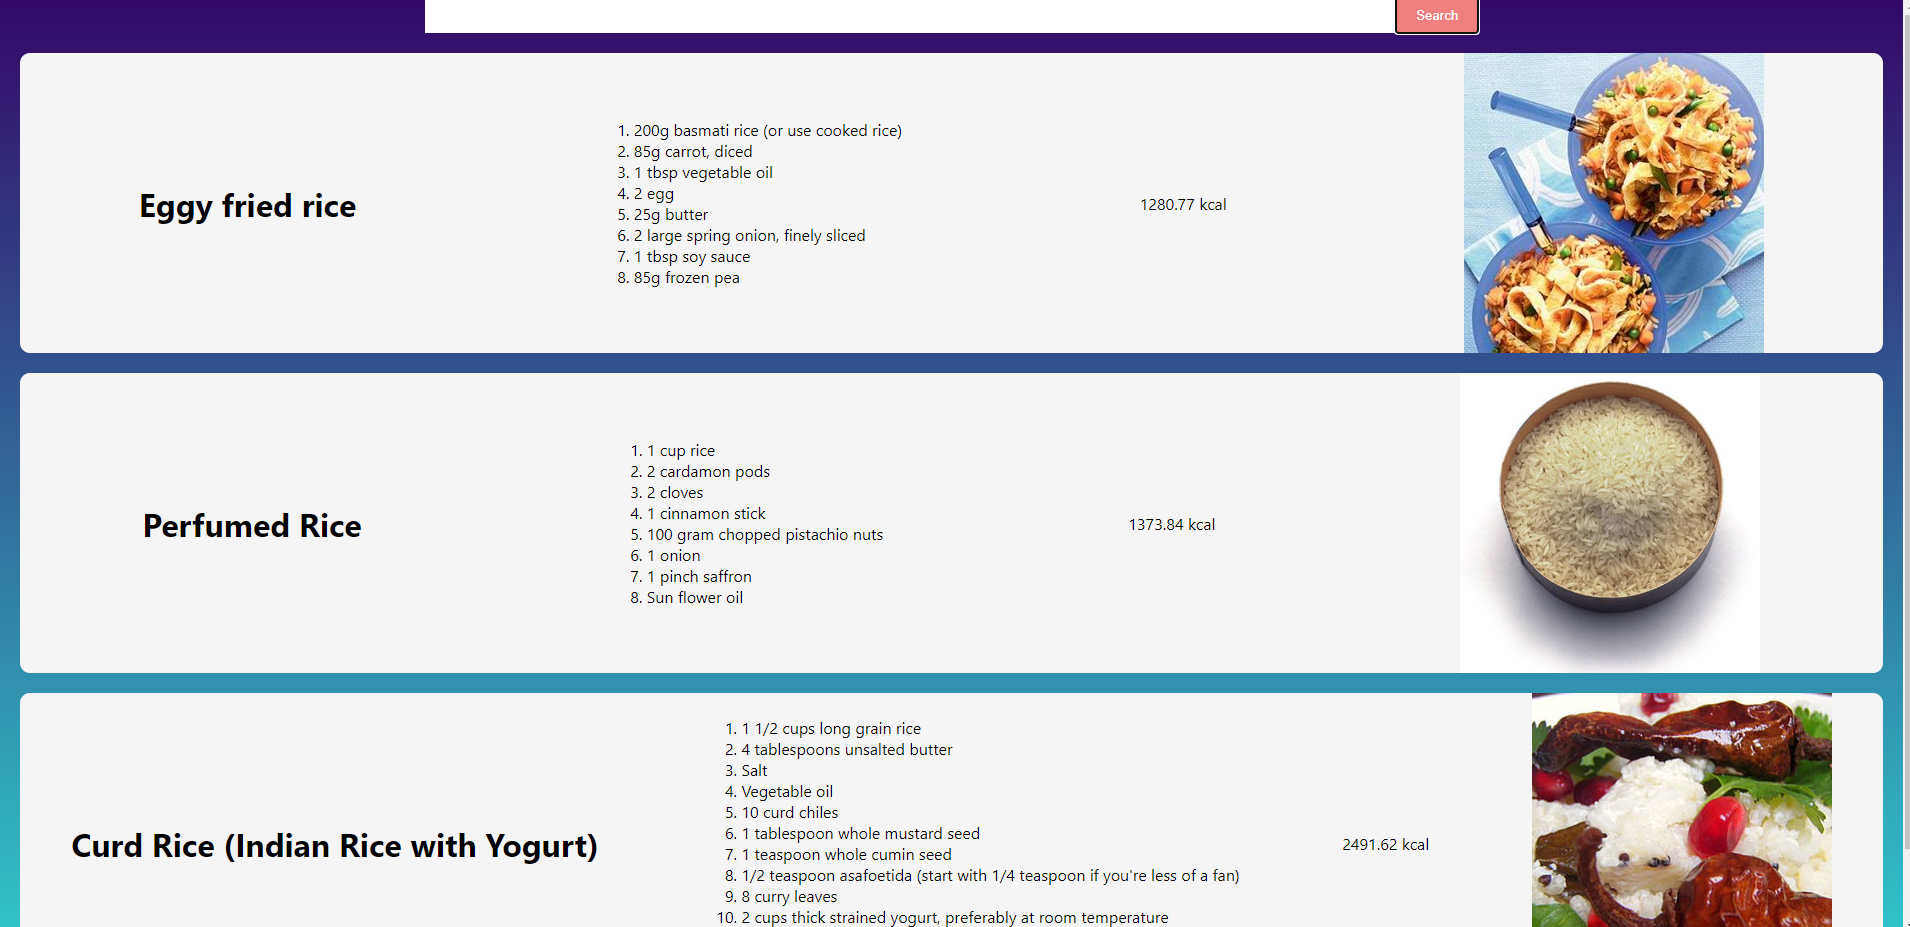 Search
Eggy fried rice
1. 200g basmati rice (or use cooked rice)
2. 85g carrot, diced
3. 1 tbsp vegetable oil
4. 2 egg
5. 25g butter
6. 2 large spring onion, finely sliced
7. 1 tbsp soy sauce
8. 85g frozen pea
1280.77 kcal
Perfumed Rice
1. 1 cup rice
2. 2 cardamon pods
3. 2 cloves
4. 1 cinnamon stick
5. 100 gram chopped pistachio nuts
6. 1 onion
7. 1 pinch saffron
8. Sun flower oil
1373.84 kcal
Curd Rice (Indian Rice with Yogurt)
1. 1 1/2 cups long grain rice
2. 4 tablespoons unsalted butter
3. Salt
4. Vegetable oil
5. 10 curd chiles
6. 1 tablespoon whole mustard seed
7. 1 teaspoon whole cumin seed
8. 1/2 teaspoon asafoetida (start with 1/4 teaspoon if you're less of a fan)
9. 8 curry leaves
10. 2 cups thick strained yogurt, preferably at room temperature
2491.62 kcal